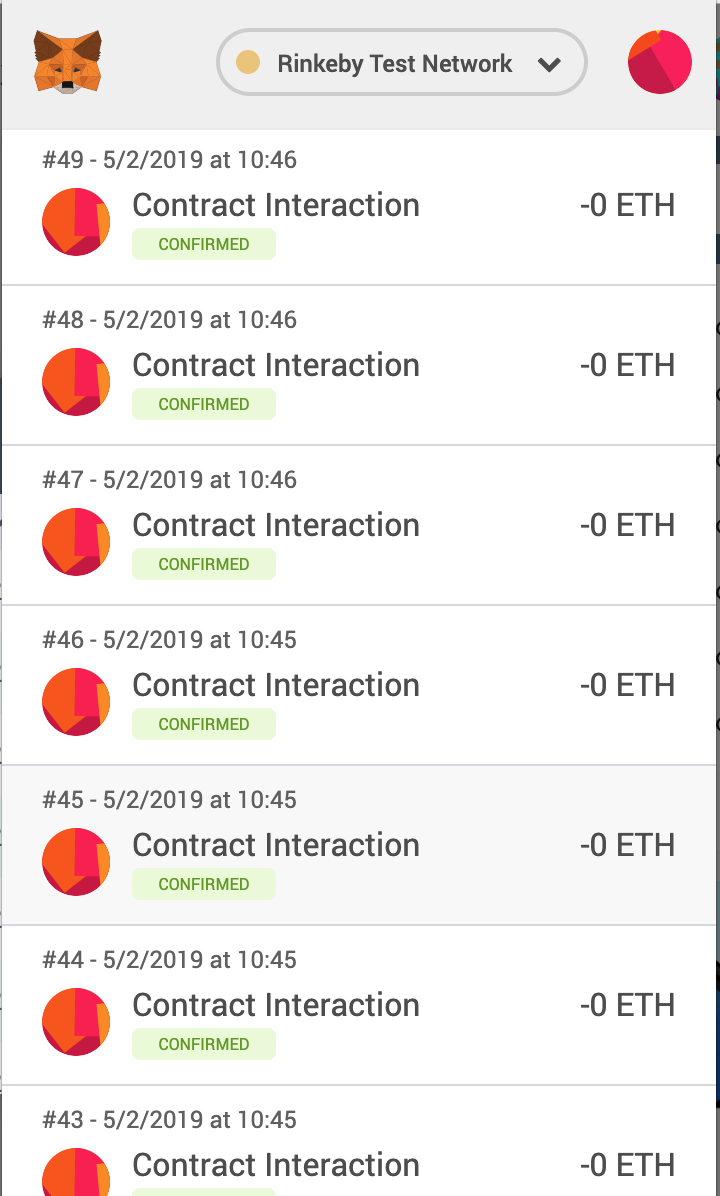 Rinkeby Test Network
#49 - 5/2/2019 at 10:46
Contract Interaction -0 ETH
CONFIRMED
#48 - 5/2/2019 at 10:46
Contract Interaction -0 ETH
CONFIRMED
#47 - 5/2/2019 at 10:46
Contract Interaction -0 ETH
CONFIRMED
#46 - 5/2/2019 at 10:45
Contract Interaction -0 ETH
CONFIRMED
#45 - 5/2/2019 at 10:45
Contract Interaction -0 ETH
CONFIRMED
#44 - 5/2/2019 at 10:45
Contract Interaction -0 ETH
CONFIRMED
#43 - 5/2/2019 at 10:45
Contract Interaction -0 ETH